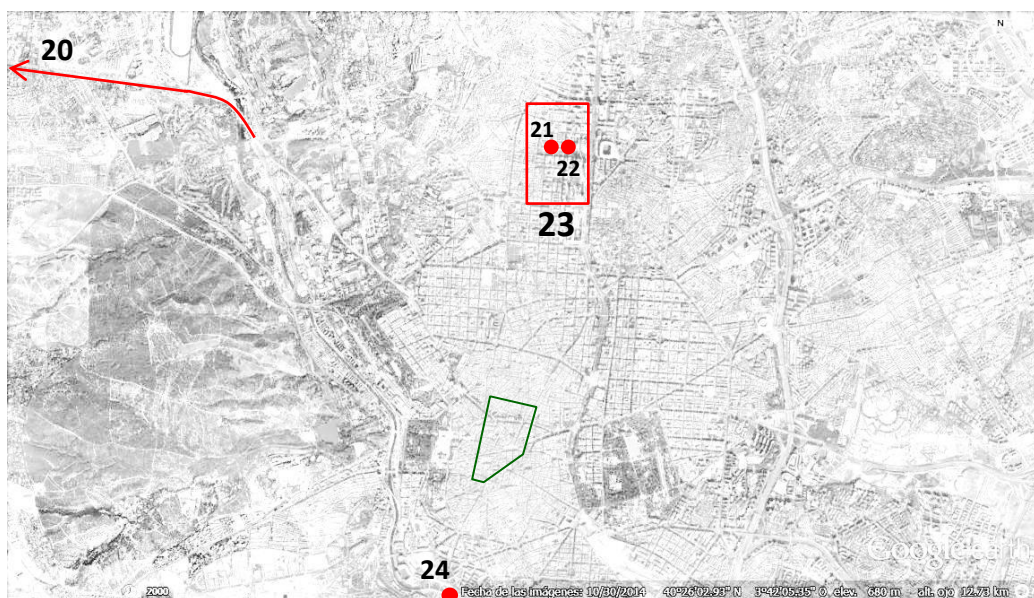 N
20
21
22
23
24
Google earth
2000
Fecha de las imágenes: 10/30/2014 40°26'02.93" N 3°42'05.35" O elev. 680 m alt. ojo 12.73 km